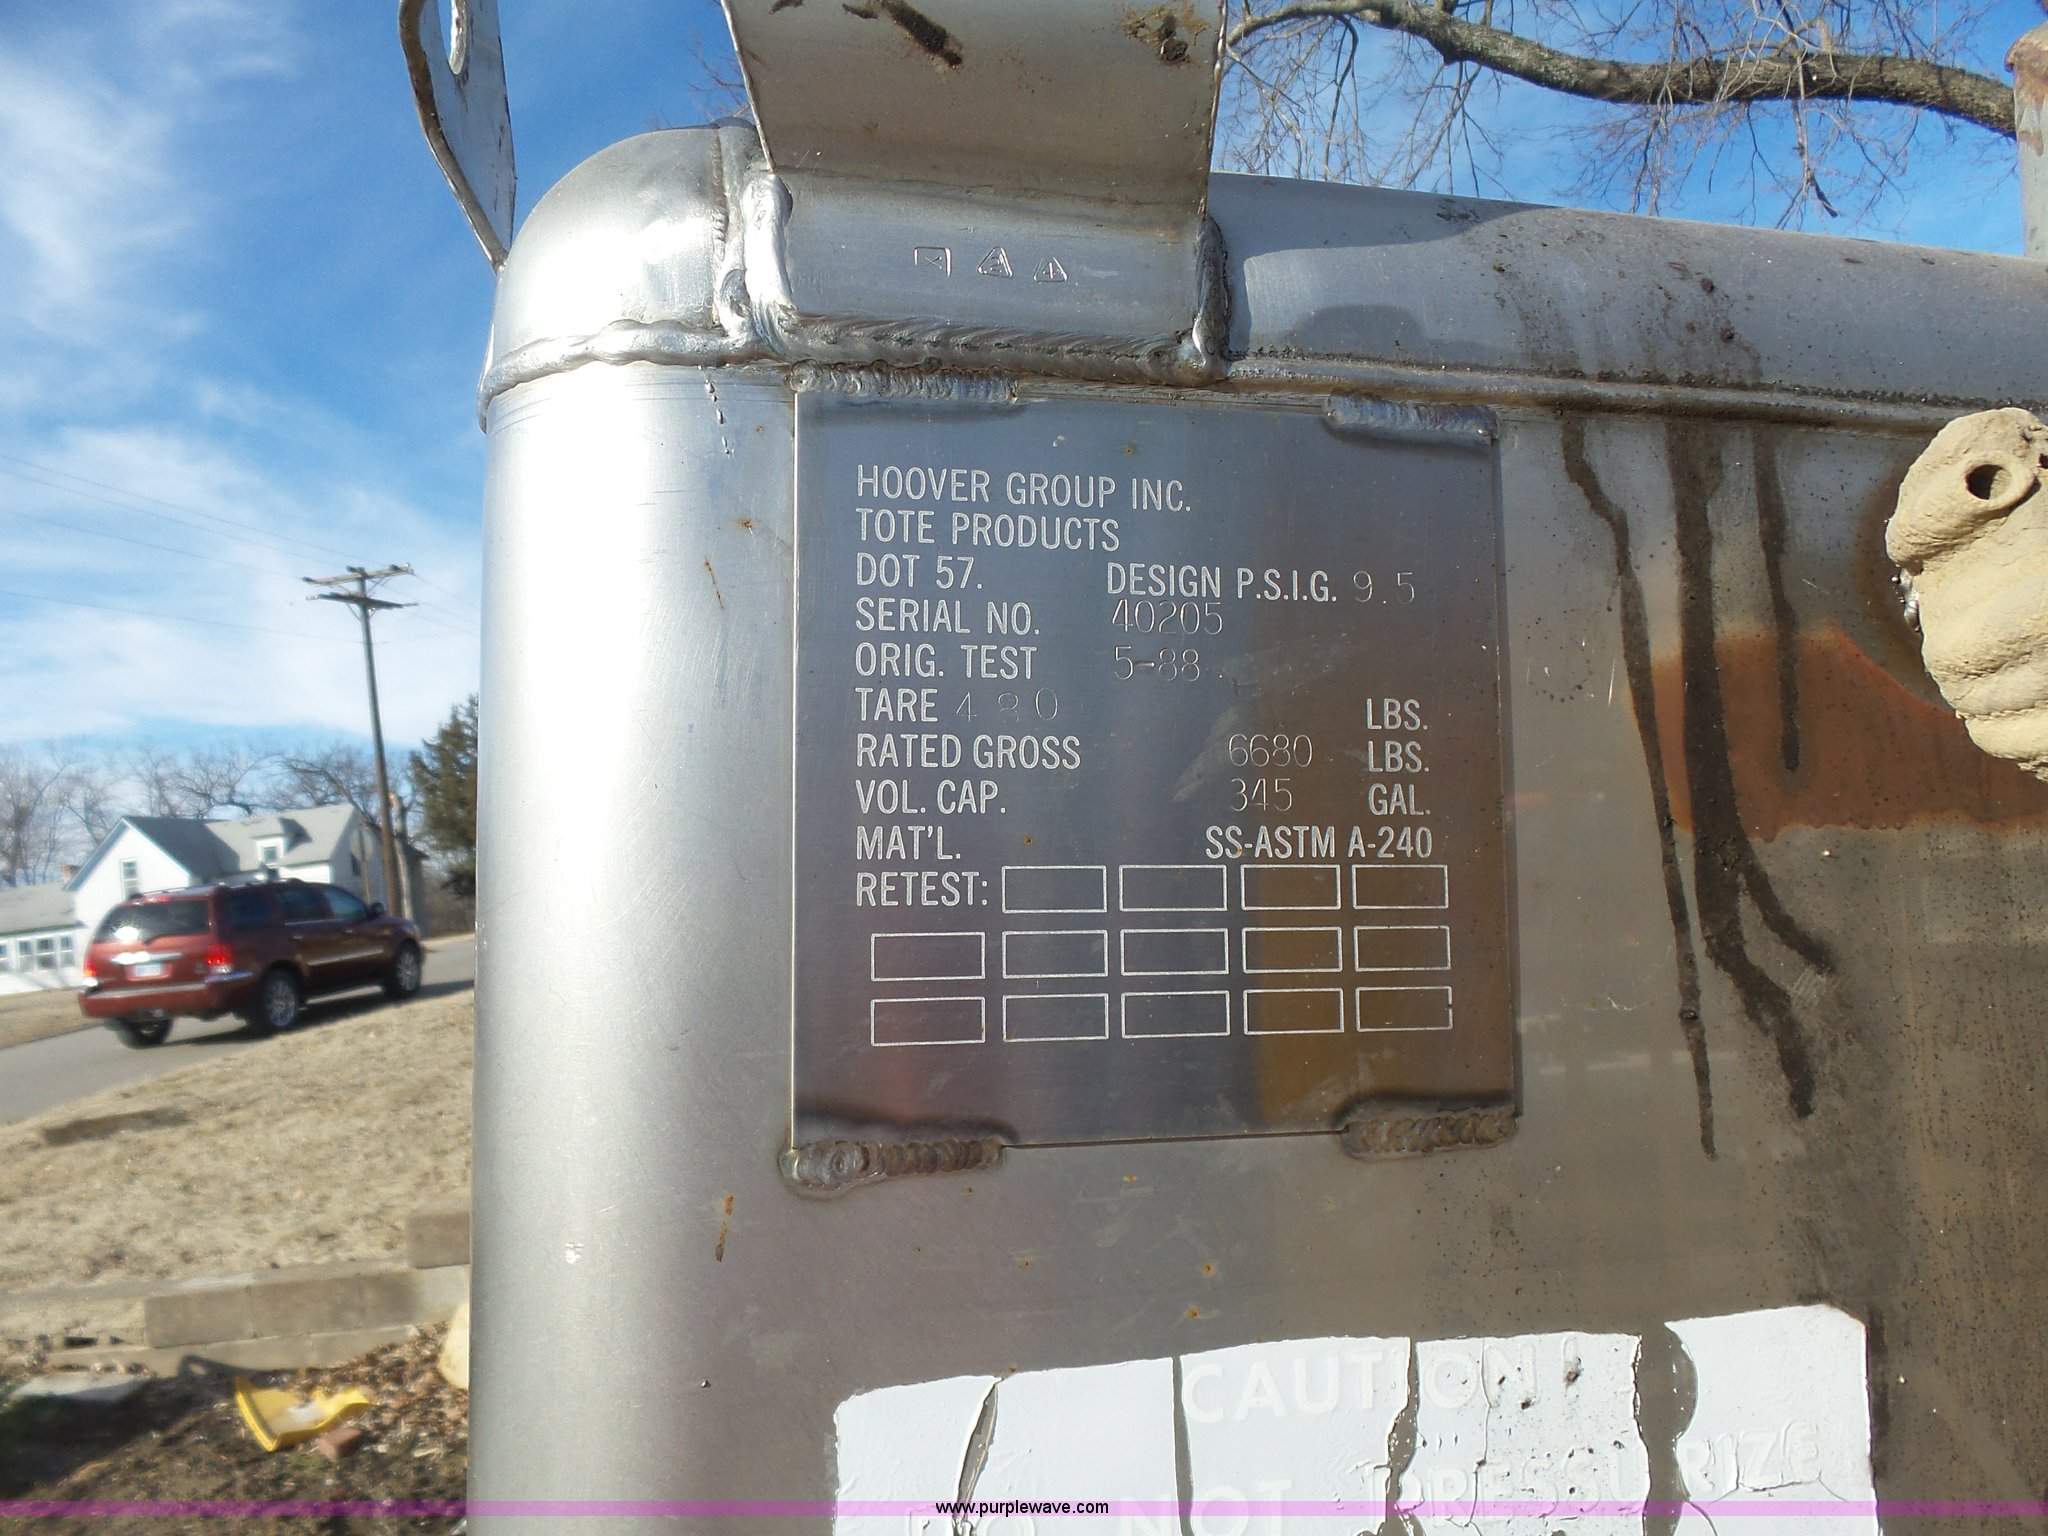 HOOVER GROUP INC.
TOTE PRODUCTS
DOT 57. DESIGN P.S.I.G. 9.5
SERIAL NO. 40205
ORIG. TEST 5-88
TARE 480 LBS.
RATED GROSS 6680 LBS.
VOL. CAP. 345 GAL.
MAT'L. SS-ASTM A-240
RETEST:
CAUTION!
DO NOT PRESSURIZE
www.purplewave.com